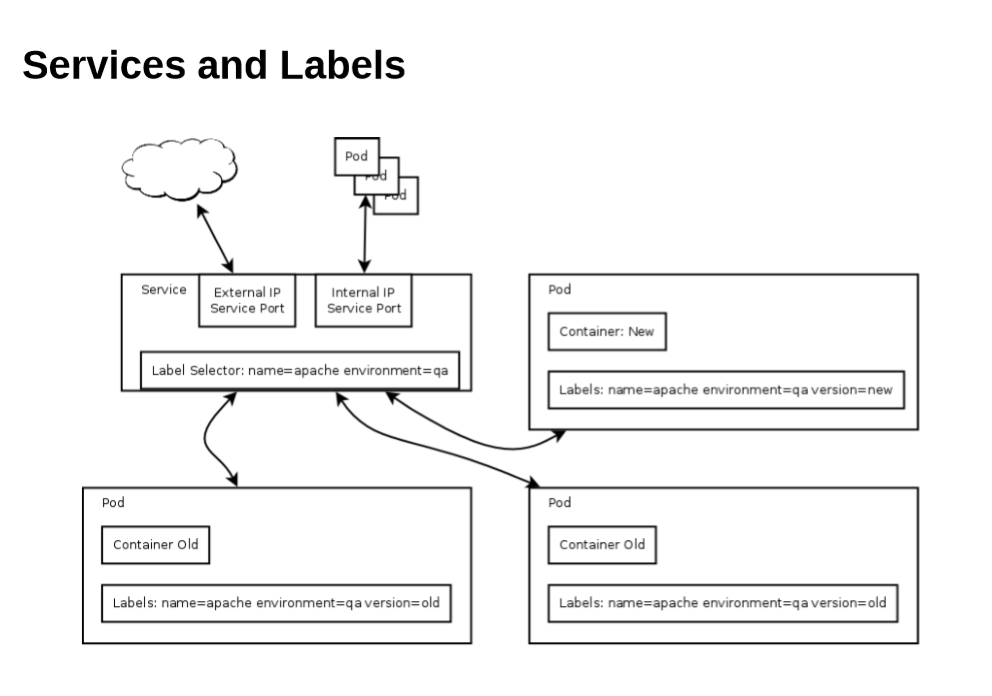 Services and Labels
Pod
Pod
Pod
Service
External IP
Service Port
Internal IP
Service Port
Label Selector: name=apache environment=qa
Pod
Container: New
Labels: name=apache environment=qa version=new
Pod
Container Old
Labels: name=apache environment=qa version=old
Pod
Container Old
Labels: name=apache environment=qa version=old